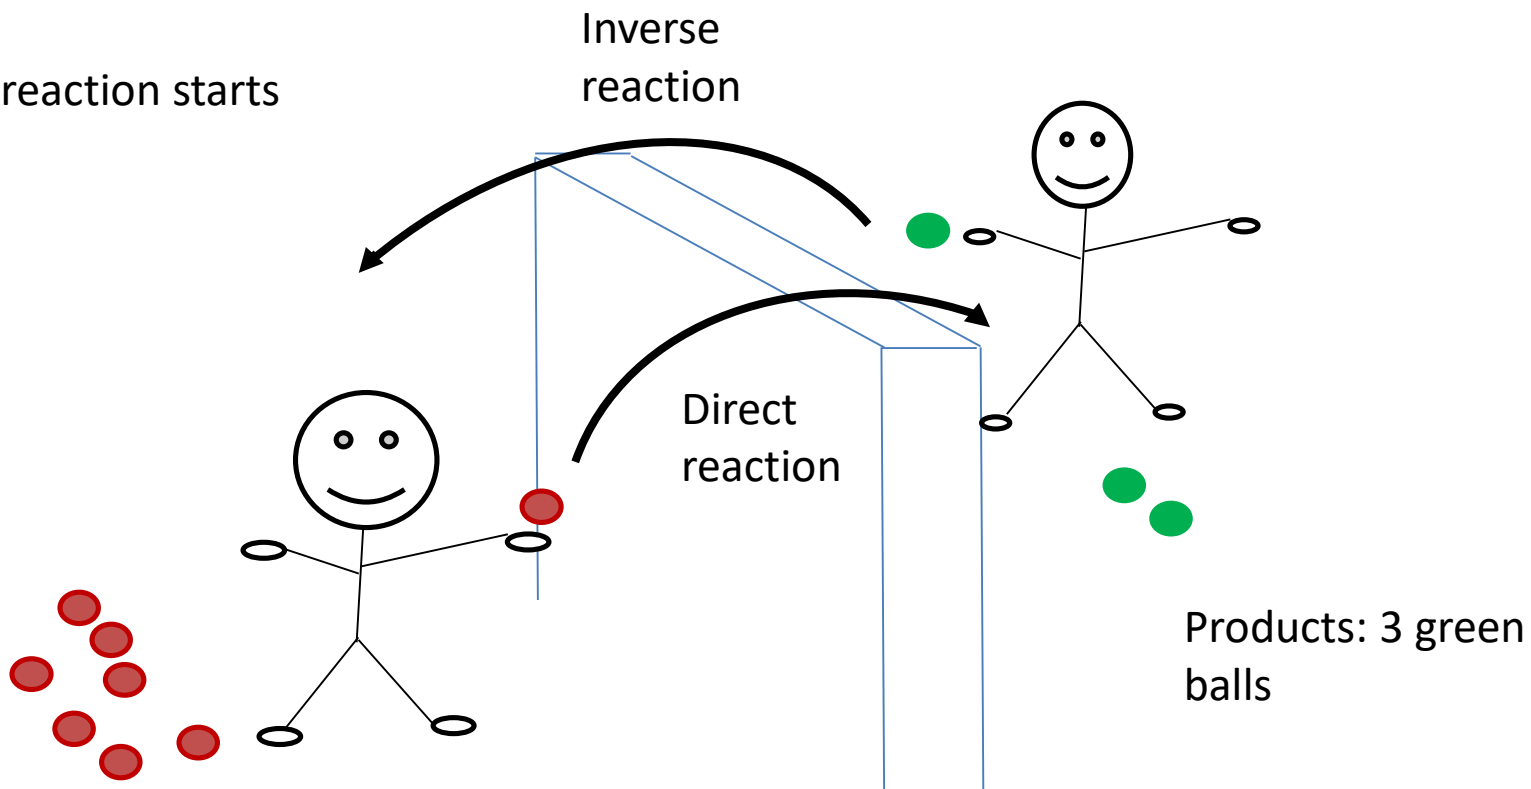 reaction starts
Inverse
reaction
Direct
reaction
Products: 3 green
balls